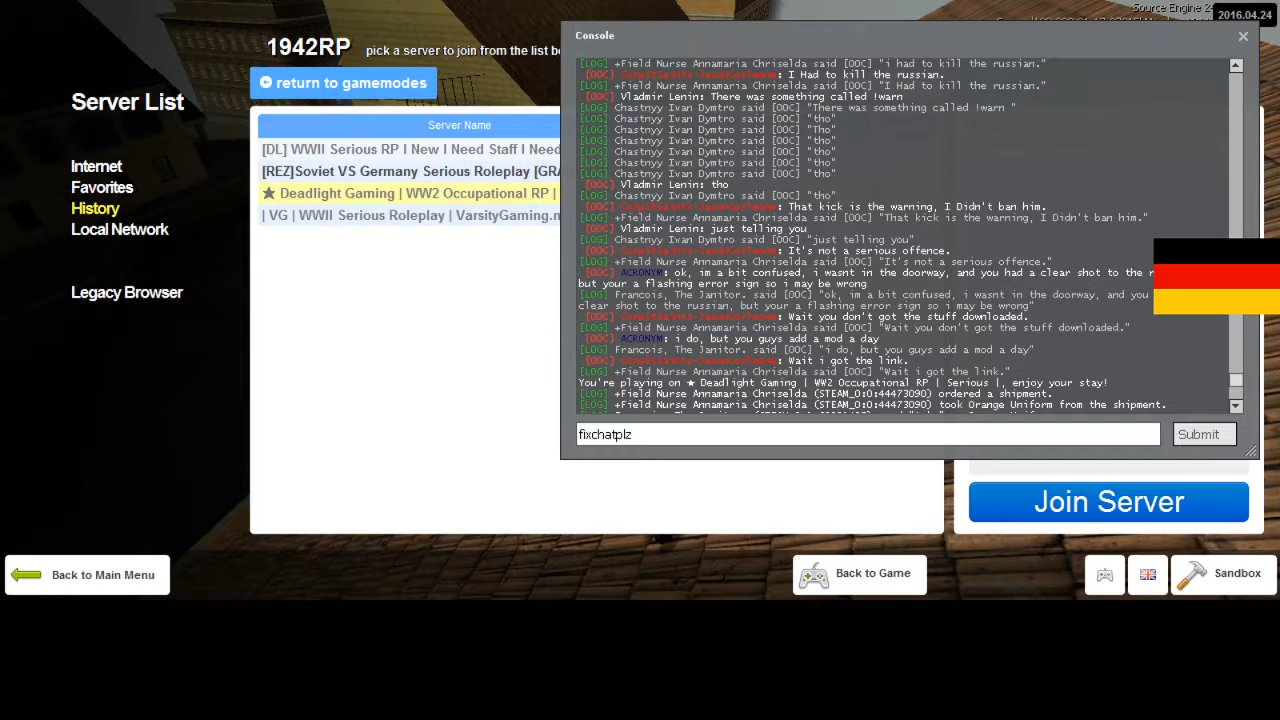 Source Engine 2
2016.04.24
1942RP pick a server to join from the list be
return to gamemodes
Server List
Internet
Favorites
History
Local Network
Legacy Browser
Server Name
[DL] WWII Serious RP I New I Need Staff I Need
[REZ]Soviet VS Germany Serious Roleplay [GRA
★ Deadlight Gaming | WW2 Occupational RP |
| VG | WWII Serious Roleplay | VarsityGaming.n
Console
[LOG] +Field Nurse Annamaria Chriselda said [OOC] "i had to kill the russian."
[OOC] : I Had to kill the russian.
[LOG] +Field Nurse Annamaria Chriselda said [OOC] "I Had to kill the russian."
[OOC] Vladmir Lenin: There was something called !warn
[LOG] Chastnyy Ivan Dymtro said [OOC] "There was something called !warn "
[LOG] Chastnyy Ivan Dymtro said [OOC] "tho"
[LOG] Chastnyy Ivan Dymtro said [OOC] "Tho"
[LOG] Chastnyy Ivan Dymtro said [OOC] "tho"
[LOG] Chastnyy Ivan Dymtro said [OOC] "tho"
[LOG] Chastnyy Ivan Dymtro said [OOC] "tho"
[LOG] Chastnyy Ivan Dymtro said [OOC] "tho"
[OOC] Vladmir Lenin: tho
[LOG] Chastnyy Ivan Dymtro said [OOC] "tho"
[OOC] : That kick is the warning, I Didn't ban him.
[LOG] +Field Nurse Annamaria Chriselda said [OOC] "That kick is the warning, I Didn't ban him."
[OOC] Vladmir Lenin: just telling you
[LOG] Chastnyy Ivan Dymtro said [OOC] "just telling you"
[OOC] : It's not a serious offence.
[LOG] +Field Nurse Annamaria Chriselda said [OOC] "It's not a serious offence."
[OOC] ACRONYM: ok, im a bit confused, i wasnt in the doorway, and you had a clear shot to the r
but your a flashing error sign so i may be wrong
[LOG] Francois, The Janitor. said [OOC] "ok, im a bit confused, i wasnt in the doorway, and you
clear shot to the russian, but your a flashing error sign so i may be wrong"
[OOC] : Wait you don't got the stuff downloaded.
[LOG] +Field Nurse Annamaria Chriselda said [OOC] "Wait you don't got the stuff downloaded."
[OOC] ACRONYM: i do, but you guys add a mod a day
[LOG] Francois, The Janitor. said [OOC] "i do, but you guys add a mod a day"
[OOC] : Wait i got the link.
[LOG] +Field Nurse Annamaria Chriselda said [OOC] "Wait i got the link."
You're playing on ★ Deadlight Gaming | WW2 Occupational RP | Serious |, enjoy your stay!
[LOG] +Field Nurse Annamaria Chriselda (STEAM_0:0:44473090) ordered a shipment.
[LOG] +Field Nurse Annamaria Chriselda (STEAM_0:0:44473090) took Orange Uniform from the shipment.
fixchatplz
Submit
Join Server
Back to Main Menu
Back to Game
Sandbox